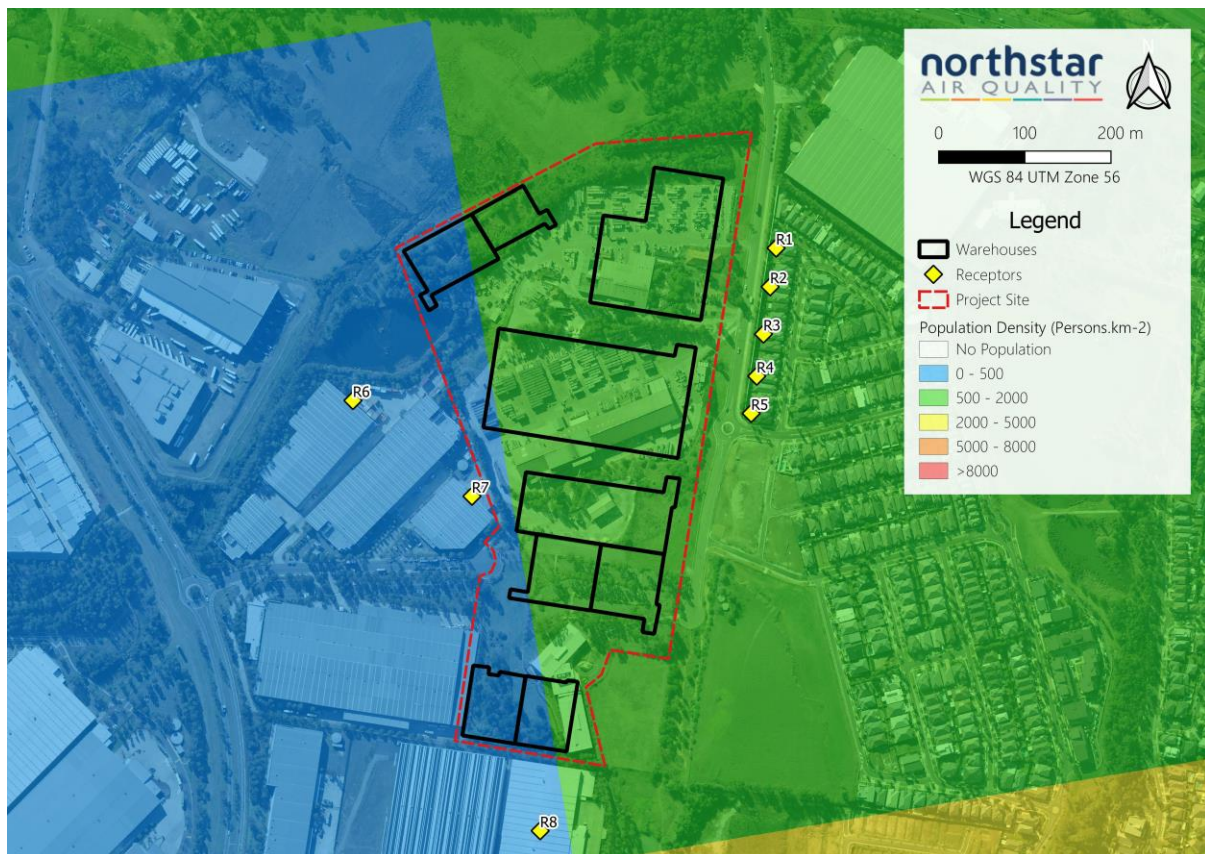 northstar
AIR QUALITY
N
0 100 200 m
WGS 84 UTM Zone 56
Legend
Warehouses
Receptors
Project Site
Population Density (Persons.km-2)
No Population
0 - 500
500 - 2000
2000 - 5000
5000 - 8000
>8000
R1
R2
R3
R4
R5
R6
R7
R8